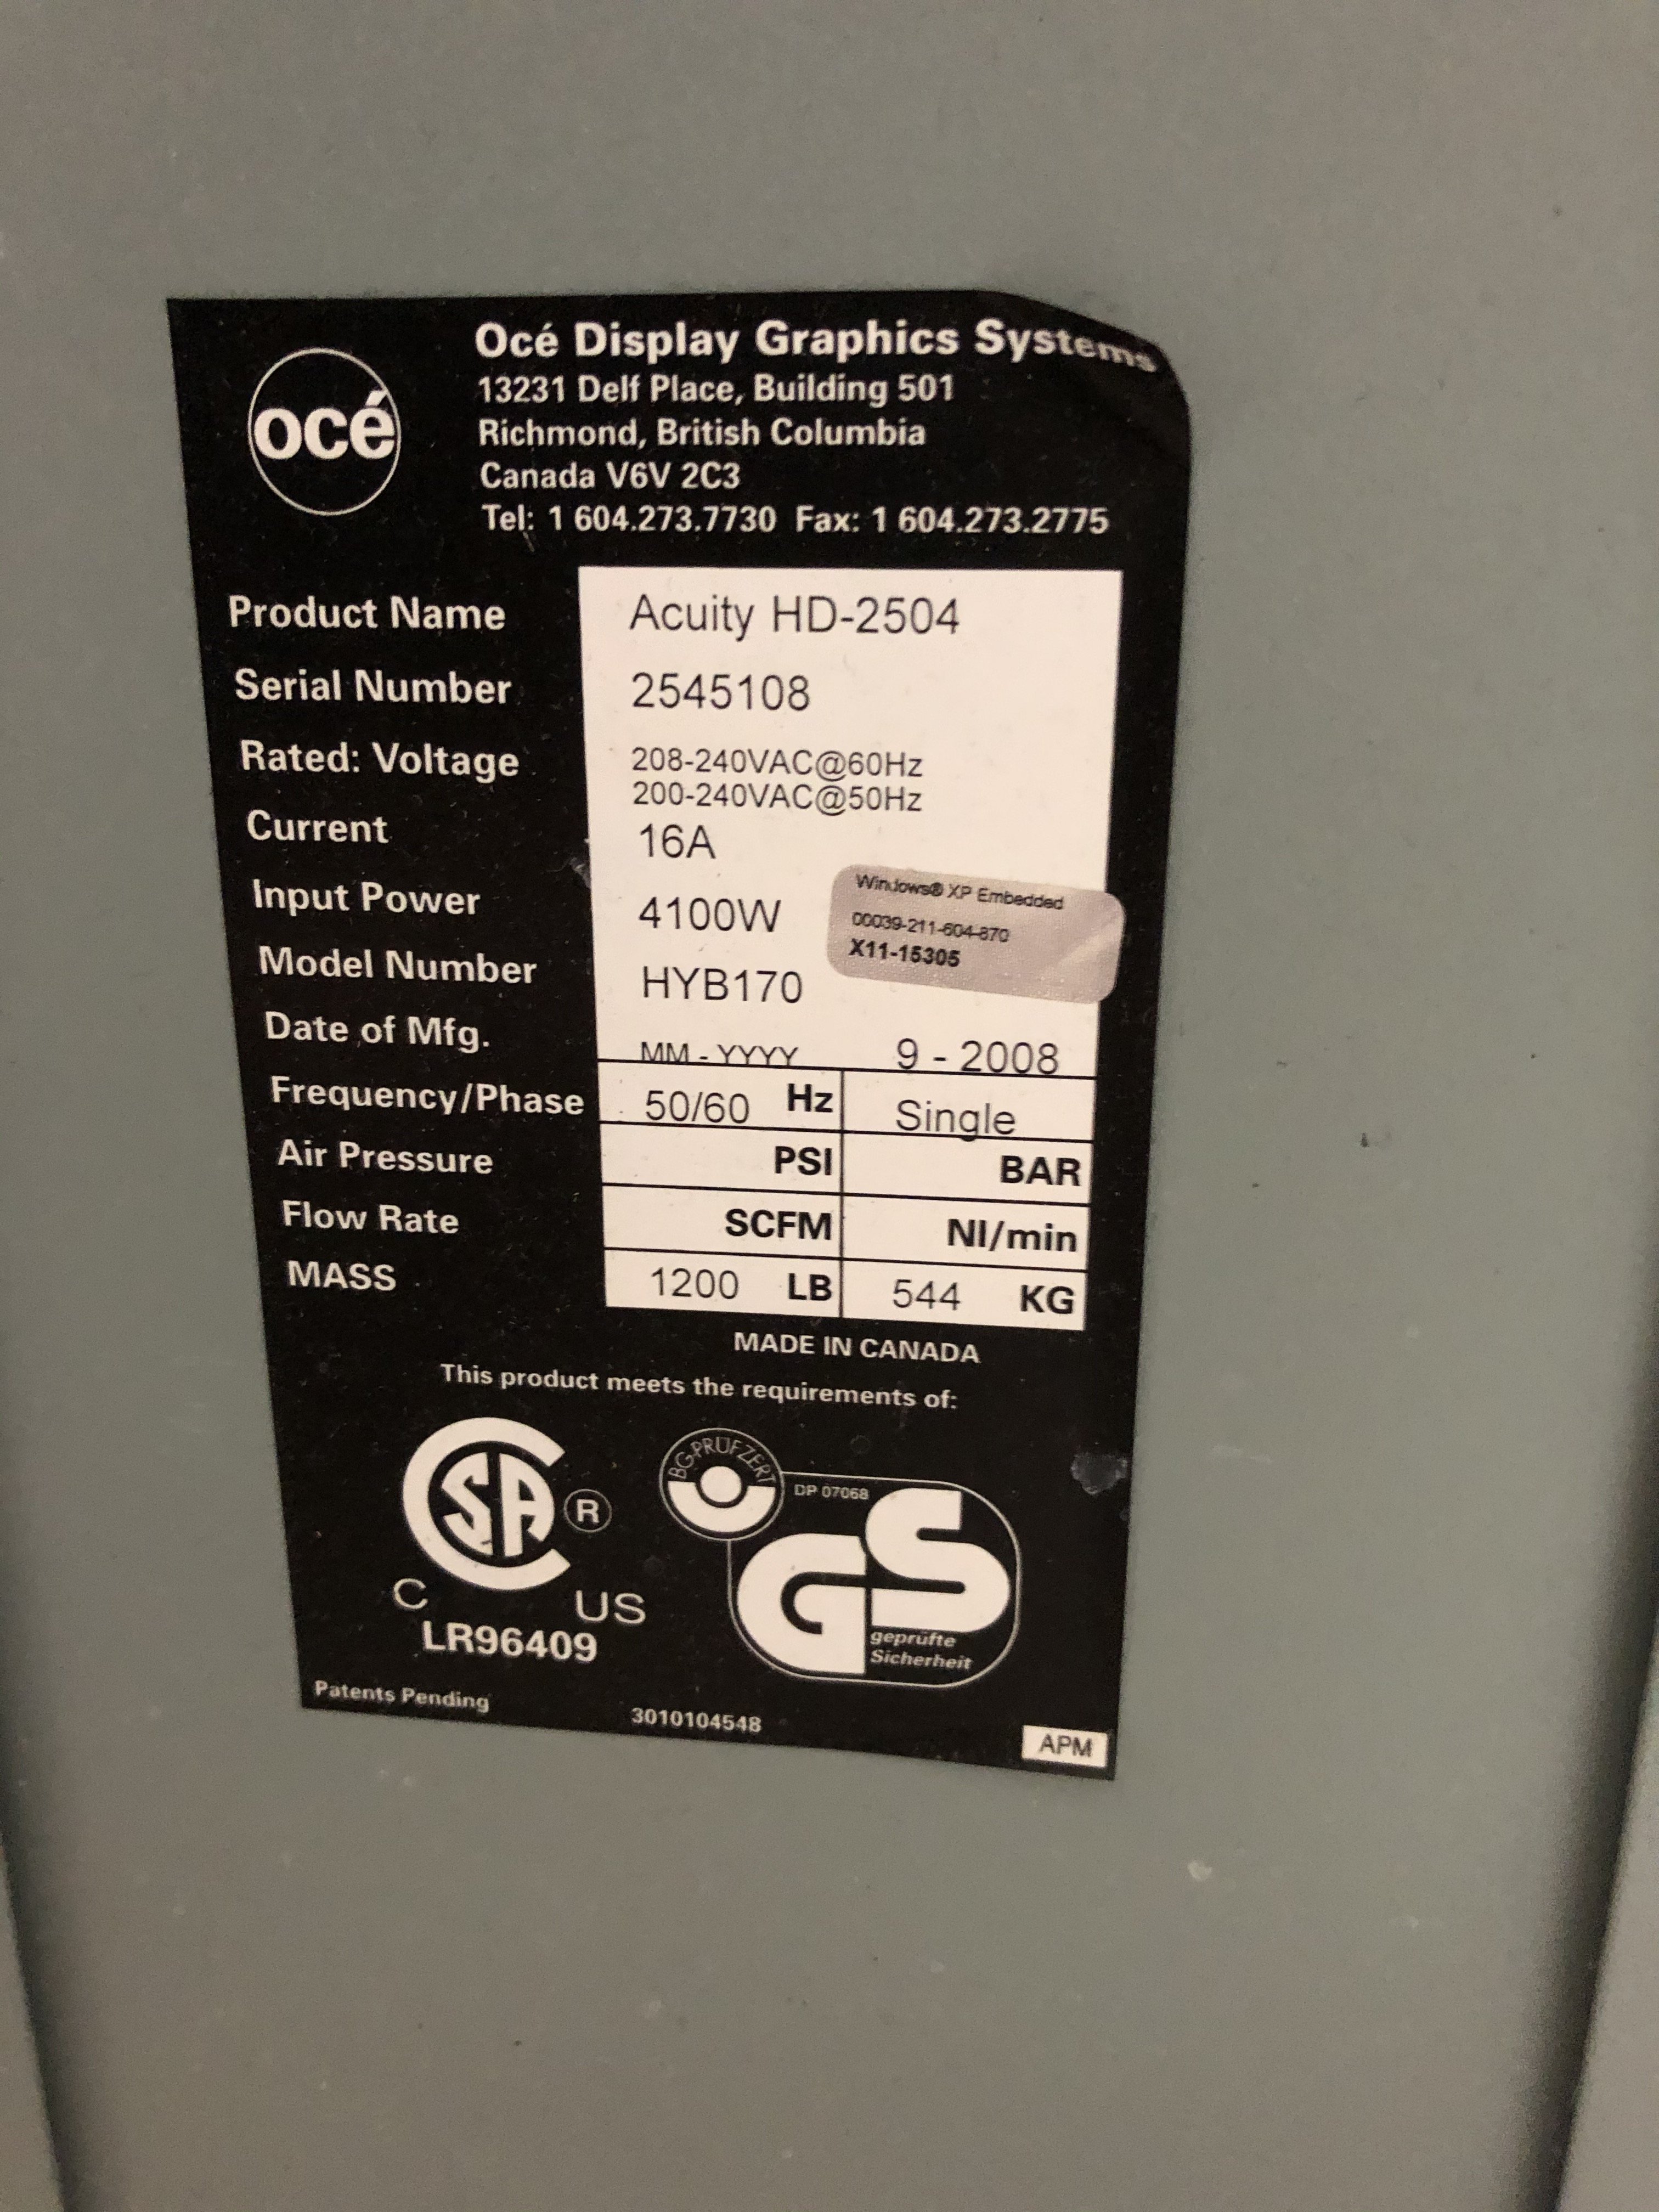 océ
Océ Display Graphics Systems
13231 Delf Place, Building 501
Richmond, British Columbia
Canada V6V 2C3
Tel: 1 604.273.7730 Fax: 1 604.273.2775
Product Name Acuity HD-2504
Serial Number 2545108
Rated: Voltage 208-240VAC@60Hz
200-240VAC@50Hz
Current 16A
Windows® XP Embedded
00039-211-604-870
X11-15305
Input Power 4100W
Model Number HYB170
Date of Mfg. MM - YYYY 9 - 2008
Frequency/Phase 50/60 Hz Single
Air Pressure PSI BAR
Flow Rate SCFM Nl/min
MASS 1200 LB 544 KG
MADE IN CANADA
This product meets the requirements of:
CSA ®
C US
LR96409
BG-PRÜFZERT
DP 07068
GS
geprüfte
Sicherheit
Patents Pending 3010104548 APM